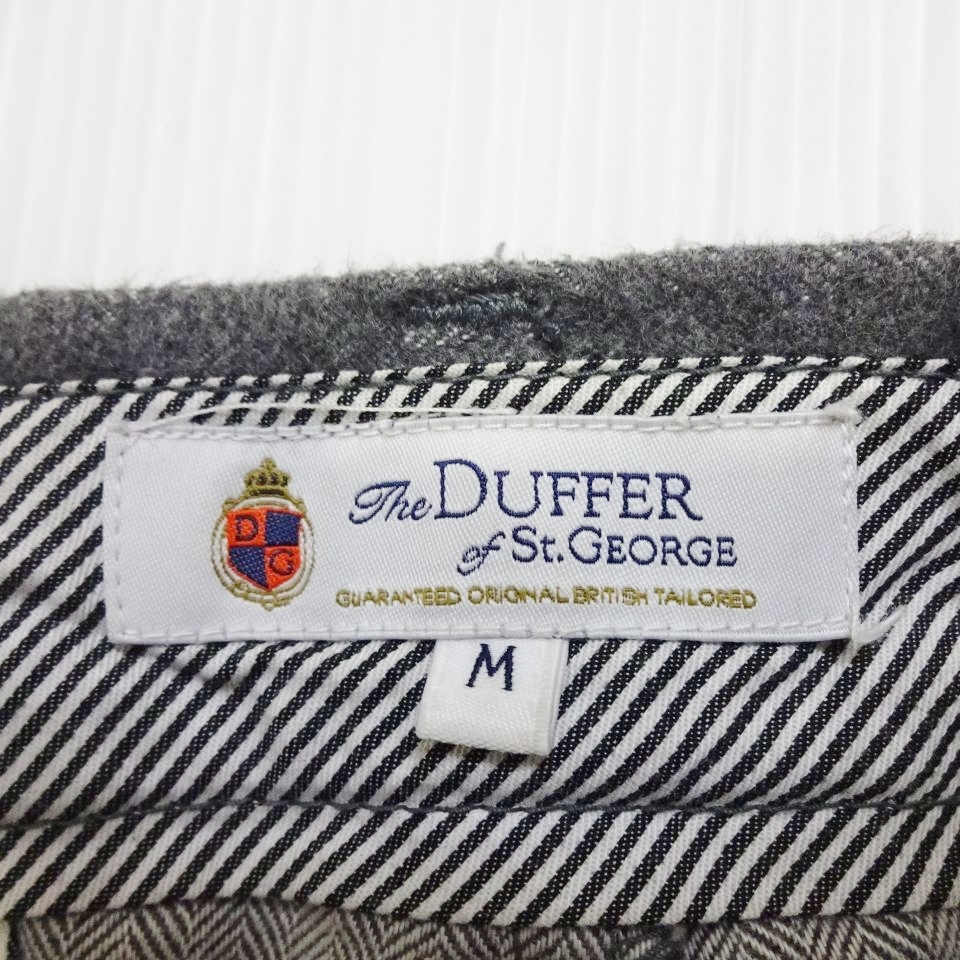 D
G
The DUFFER
of St. GEORGE
GUARANTEED ORIGINAL BRITISH TAILORED
M